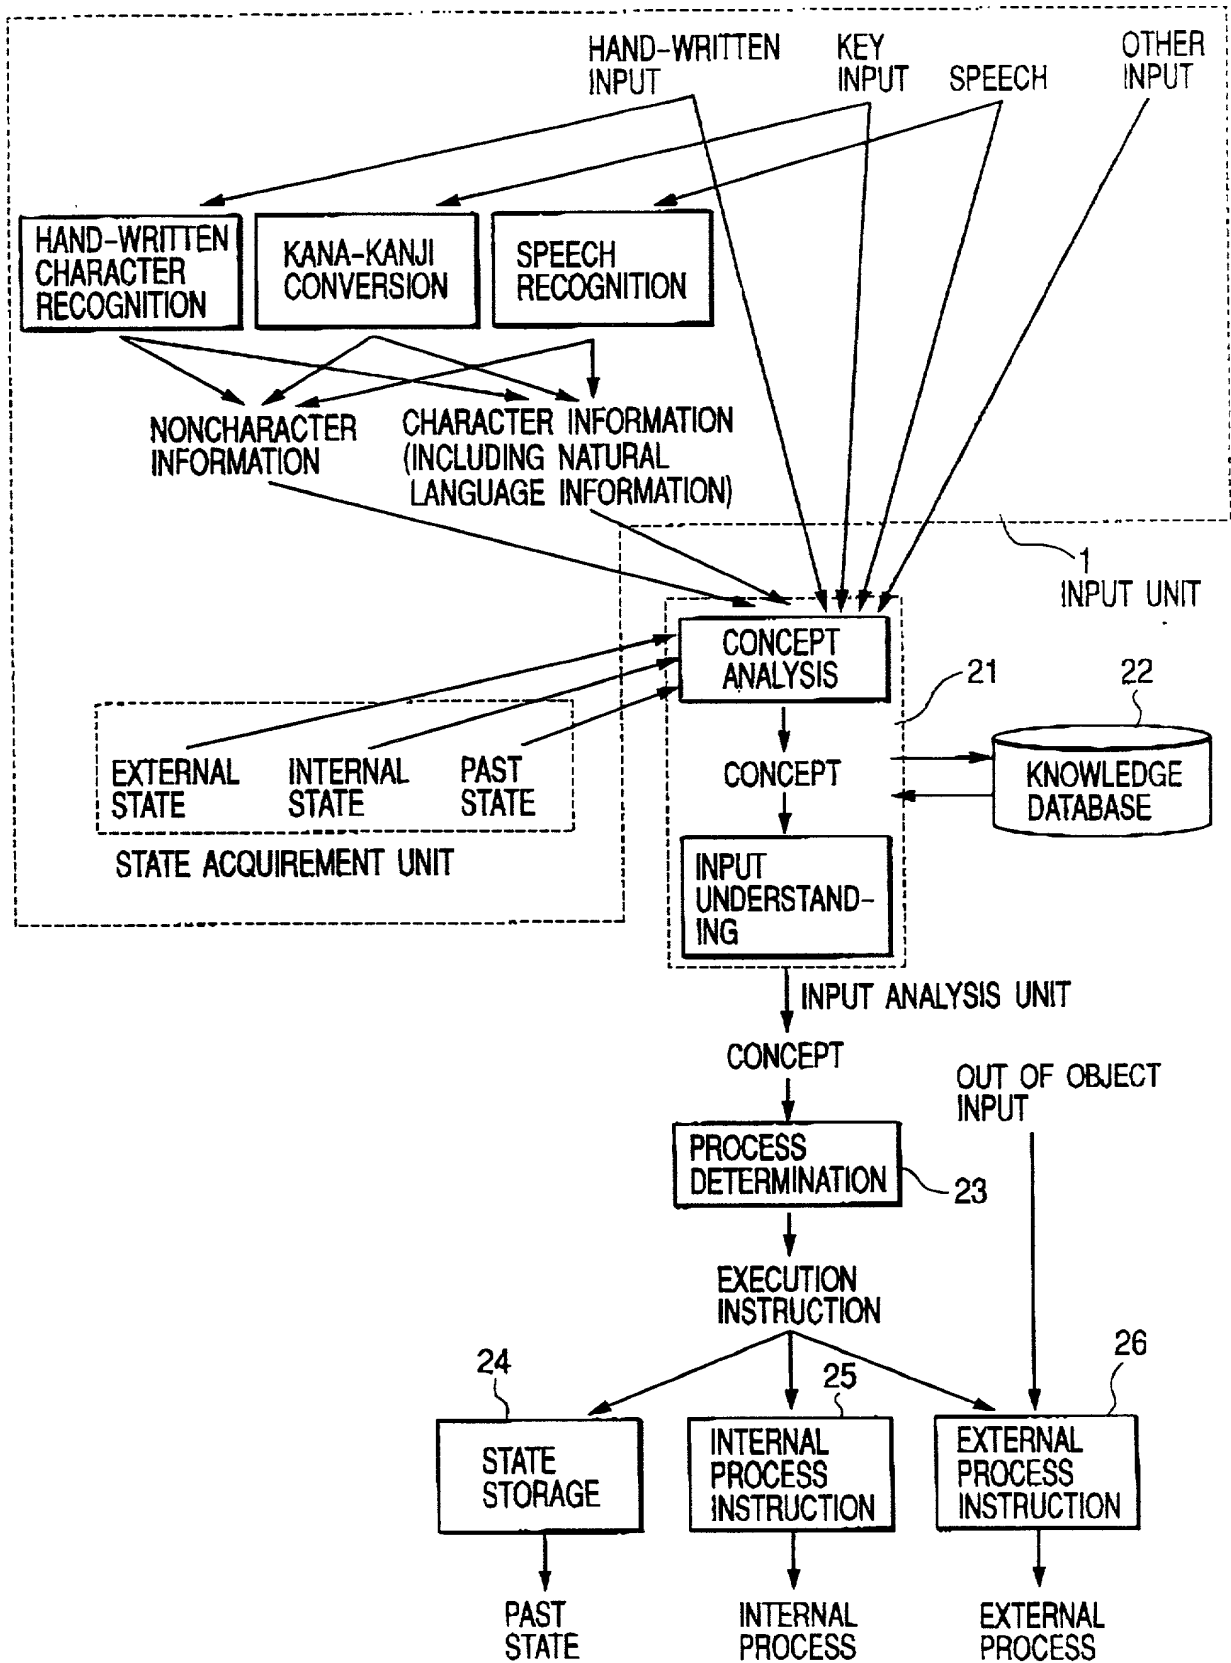 HAND-WRITTEN
INPUT
KEY
INPUT
SPEECH
OTHER
INPUT
HAND-WRITTEN
CHARACTER
RECOGNITION
KANA-KANJI
CONVERSION
SPEECH
RECOGNITION
NONCHARACTER
INFORMATION
CHARACTER INFORMATION
(INCLUDING NATURAL
LANGUAGE INFORMATION)
1
INPUT UNIT
CONCEPT
ANALYSIS
21
22
EXTERNAL
STATE
INTERNAL
STATE
PAST
STATE
STATE ACQUIREMENT UNIT
CONCEPT
KNOWLEDGE
DATABASE
INPUT
UNDERSTAND-
ING
INPUT ANALYSIS UNIT
CONCEPT
OUT OF OBJECT
INPUT
PROCESS
DETERMINATION
23
EXECUTION
INSTRUCTION
24
25
26
STATE
STORAGE
INTERNAL
PROCESS
INSTRUCTION
EXTERNAL
PROCESS
INSTRUCTION
PAST
STATE
INTERNAL
PROCESS
EXTERNAL
PROCESS